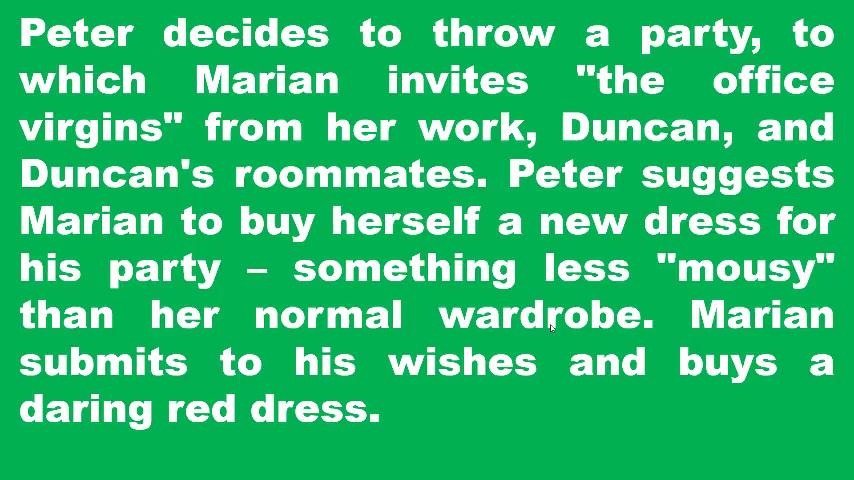 Peter decides to throw a party, to
which Marian invites "the office
virgins" from her work, Duncan, and
Duncan's roommates. Peter suggests
Marian to buy herself a new dress for
his party – something less "mousy"
than her normal wardrobe. Marian
submits to his wishes and buys a
daring red dress.